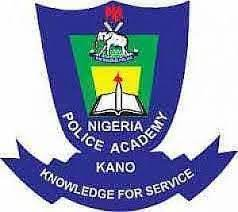 NIGERIA
POLICE ACADEMY
KANO
KNOWLEDGE FOR SERVICE